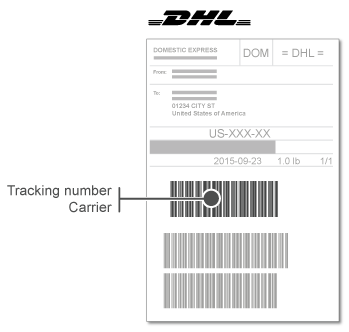 DHL
DOMESTIC EXPRESS
DOM
= DHL =
From:
To:
01234 CITY ST
United States of America
US-XXX-XX
2015-09-23 1.0 lb 1/1
Tracking number
Carrier